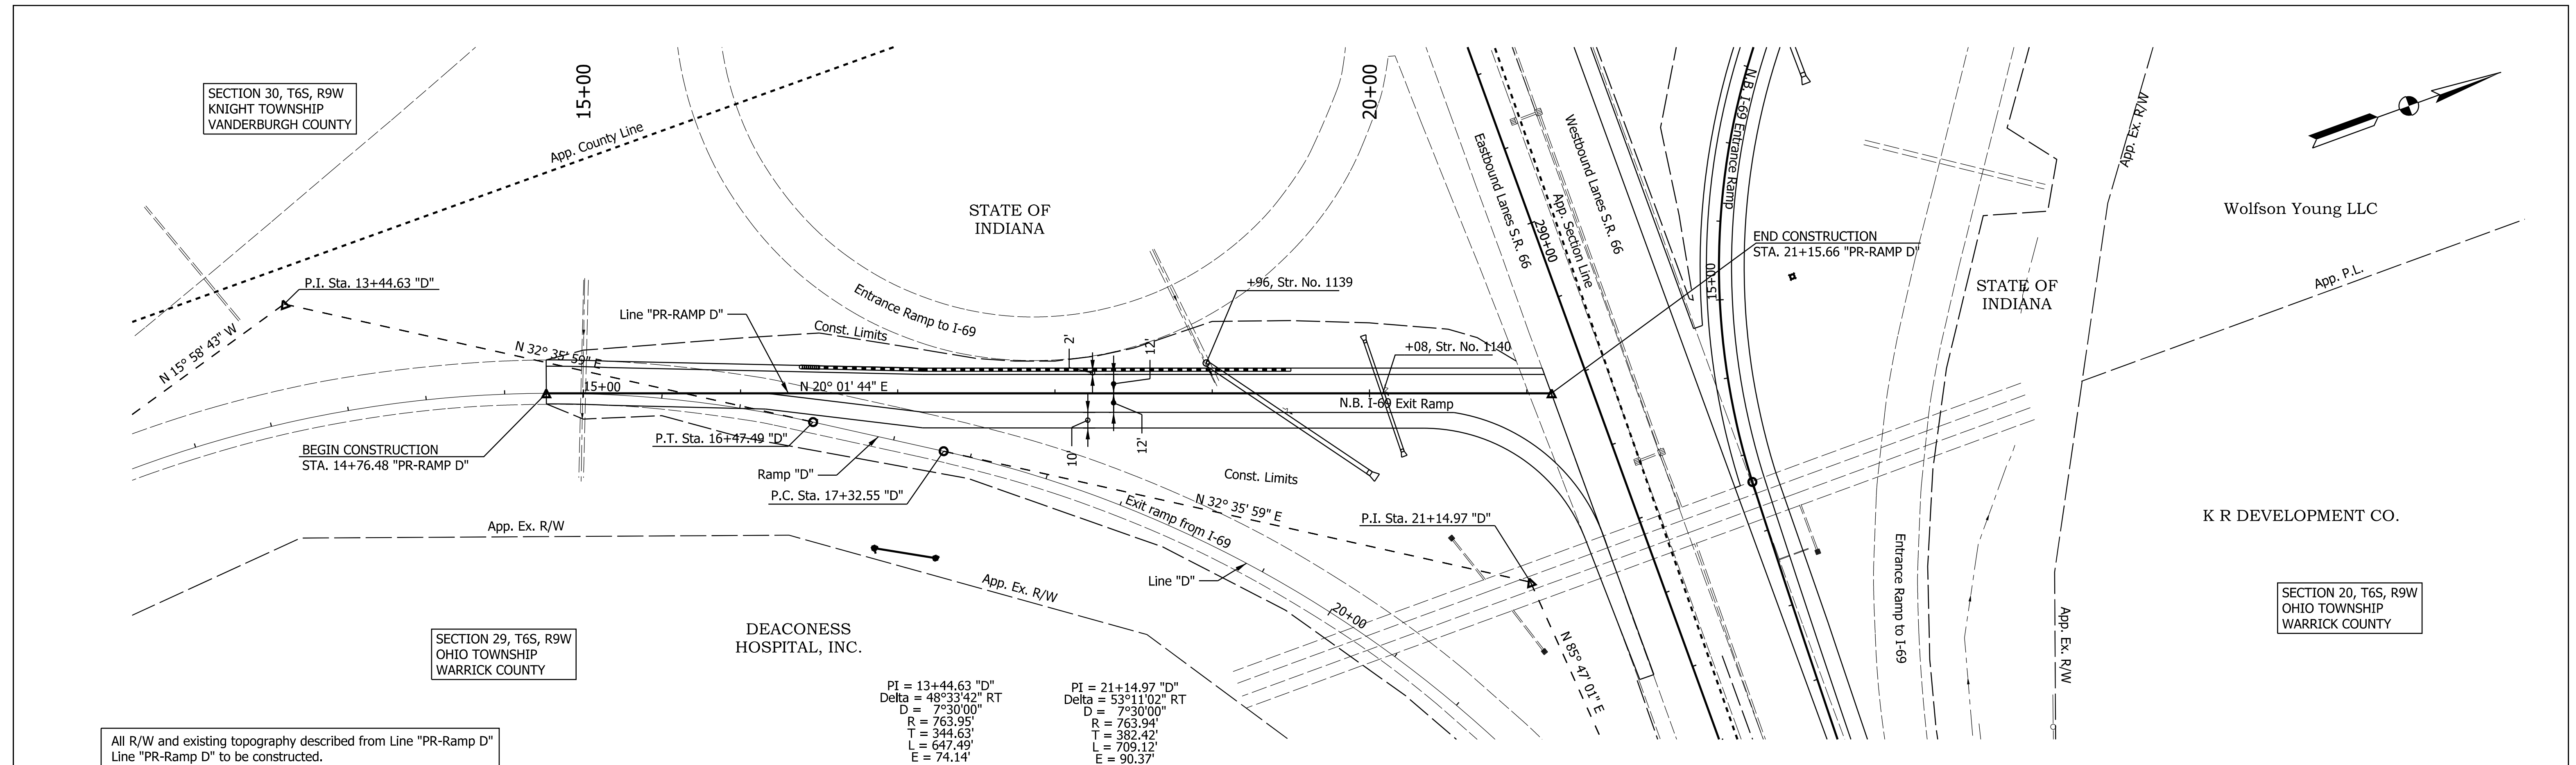 SECTION 30, T6S, R9W
KNIGHT TOWNSHIP
VANDERBURGH COUNTY
15+00
20+00
App. County Line
STATE OF
INDIANA
Eastbound Lanes S.R. 66
290+00
App. Section Line
Westbound Lanes S.R. 66
N.B. I-69 Entrance Ramp
15+00
App. Ex. R/W
Wolfson Young LLC
END CONSTRUCTION
STA. 21+15.66 "PR-RAMP D"
STATE OF
INDIANA
App. P.L.
P.I. Sta. 13+44.63 "D"
N 15° 58' 43" W
N 32° 35' 59" E
Line "PR-RAMP D"
Const. Limits
Entrance Ramp to I-69
2'
12'
+96, Str. No. 1139
+08, Str. No. 1140
15+00
N 20° 01' 44" E
N.B. I-69 Exit Ramp
BEGIN CONSTRUCTION
STA. 14+76.48 "PR-RAMP D"
P.T. Sta. 16+47.49 "D"
Ramp "D"
P.C. Sta. 17+32.55 "D"
10'
12'
Const. Limits
N 32° 35' 59" E
Exit ramp from I-69
P.I. Sta. 21+14.97 "D"
K R DEVELOPMENT CO.
App. Ex. R/W
App. Ex. R/W
Line "D"
20+00
N 85° 47' 01" E
Entrance Ramp to I-69
App. Ex. R/W
SECTION 20, T6S, R9W
OHIO TOWNSHIP
WARRICK COUNTY
SECTION 29, T6S, R9W
OHIO TOWNSHIP
WARRICK COUNTY
DEACONESS
HOSPITAL, INC.
PI = 13+44.63 "D"
Delta = 48°33'42" RT
D = 7°30'00"
R = 763.95'
T = 344.63'
L = 647.49'
E = 74.14'
PI = 21+14.97 "D"
Delta = 53°11'02" RT
D = 7°30'00"
R = 763.94'
T = 382.42'
L = 709.12'
E = 90.37'
All R/W and existing topography described from Line "PR-Ramp D"
Line "PR-Ramp D" to be constructed.